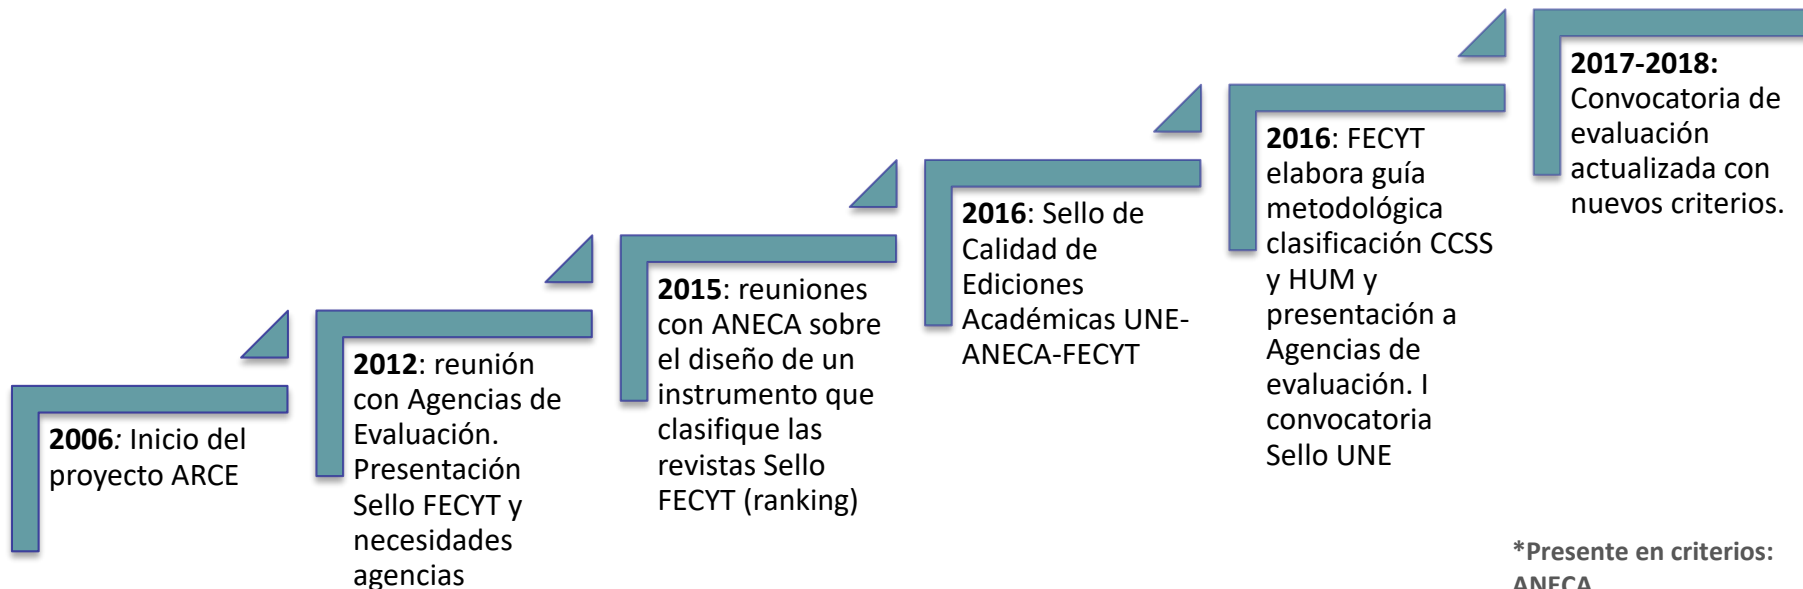 2006: Inicio del
proyecto ARCE
2012: reunión
con Agencias de
Evaluación.
Presentación
Sello FECYT y
necesidades
agencias
2015: reuniones
con ANECA sobre
el diseño de un
instrumento que
clasifique las
revistas Sello
FECYT (ranking)
2016: Sello de
Calidad de
Ediciones
Académicas UNE-
ANECA-FECYT
2016: FECYT
elabora guía
metodológica
clasificación CCSS
y HUM y
presentación a
Agencias de
evaluación. I
convocatoria
Sello UNE
2017-2018:
Convocatoria de
evaluación
actualizada con
nuevos criterios.
*Presente en criterios:
ANECA